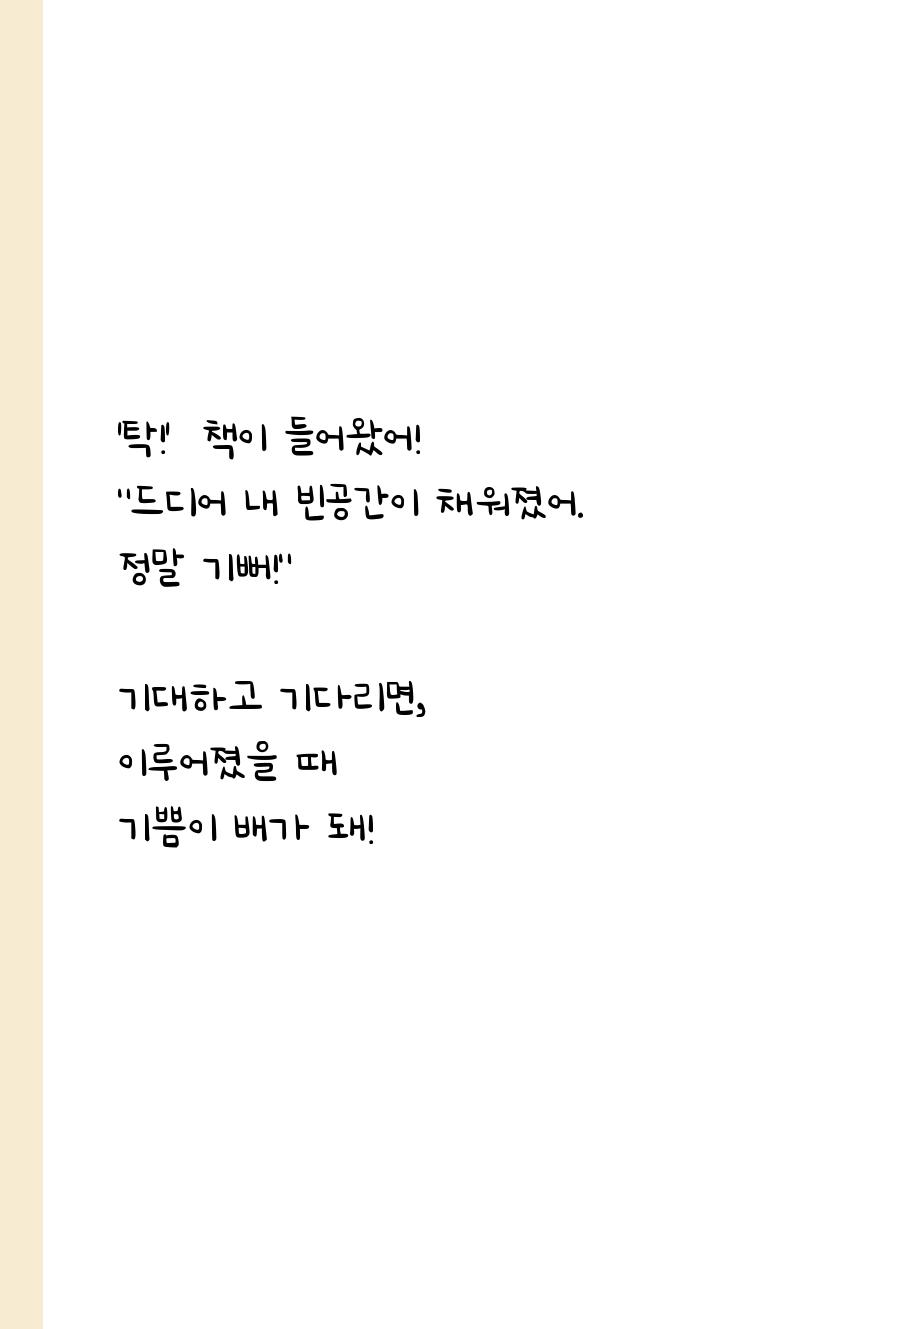 "탁!" 책이 들어왔어!
"드디어 내 빈공간이 채워졌어.
정말 기뻐!"
기대하고 기다리면,
이루어졌을 때
기쁨이 배가 돼!